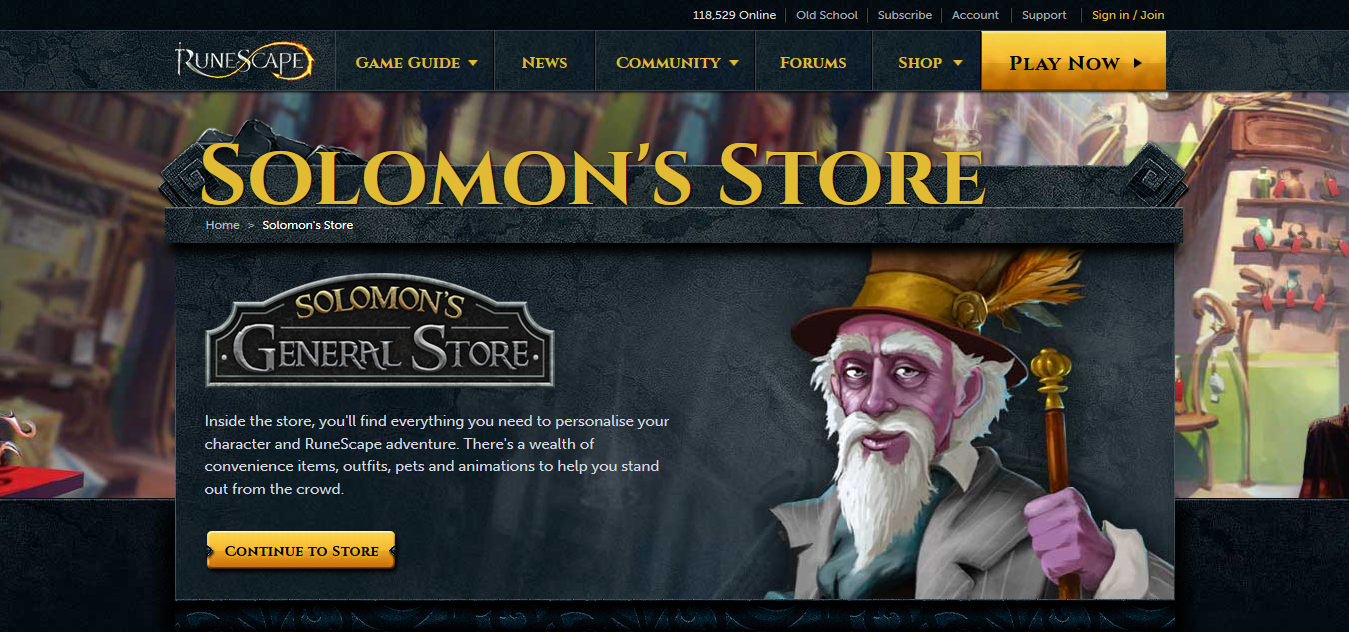 118,529 Online Old School Subscribe Account Support Sign in / Join
RuneScape Game Guide News Community Forums Shop Play Now
Solomon's Store
Home > Solomon's Store
SOLOMON'S
GENERAL STORE
Inside the store, you'll find everything you need to personalise your
character and RuneScape adventure. There's a wealth of
convenience items, outfits, pets and animations to help you stand
out from the crowd.
Continue to Store